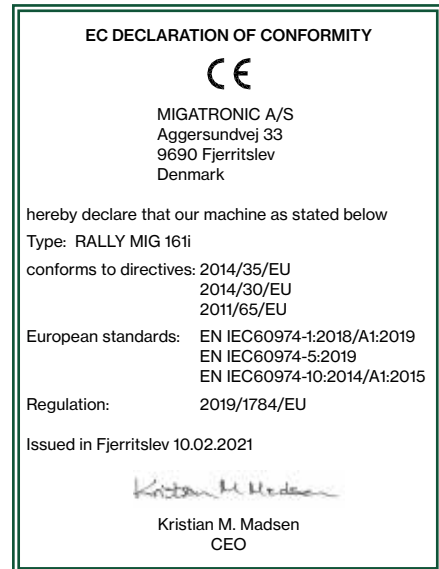 EC DECLARATION OF CONFORMITY
CE
MIGATRONIC A/S
Aggersundvej 33
9690 Fjerritslev
Denmark
hereby declare that our machine as stated below
Type: RALLY MIG 161i
conforms to directives: 2014/35/EU
2014/30/EU
2011/65/EU
European standards: EN IEC60974-1:2018/A1:2019
EN IEC60974-5:2019
EN IEC60974-10:2014/A1:2015
Regulation: 2019/1784/EU
Issued in Fjerritslev 10.02.2021
Kristian M Madsen
Kristian M. Madsen
CEO